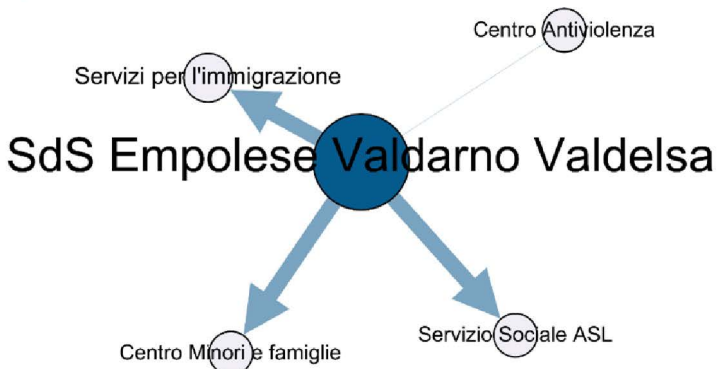 Centro Antiviolenza
Servizi per l'immigrazione
SdS Empolese Valdarno Valdelsa
Servizio Sociale ASL
Centro Minori e famiglie